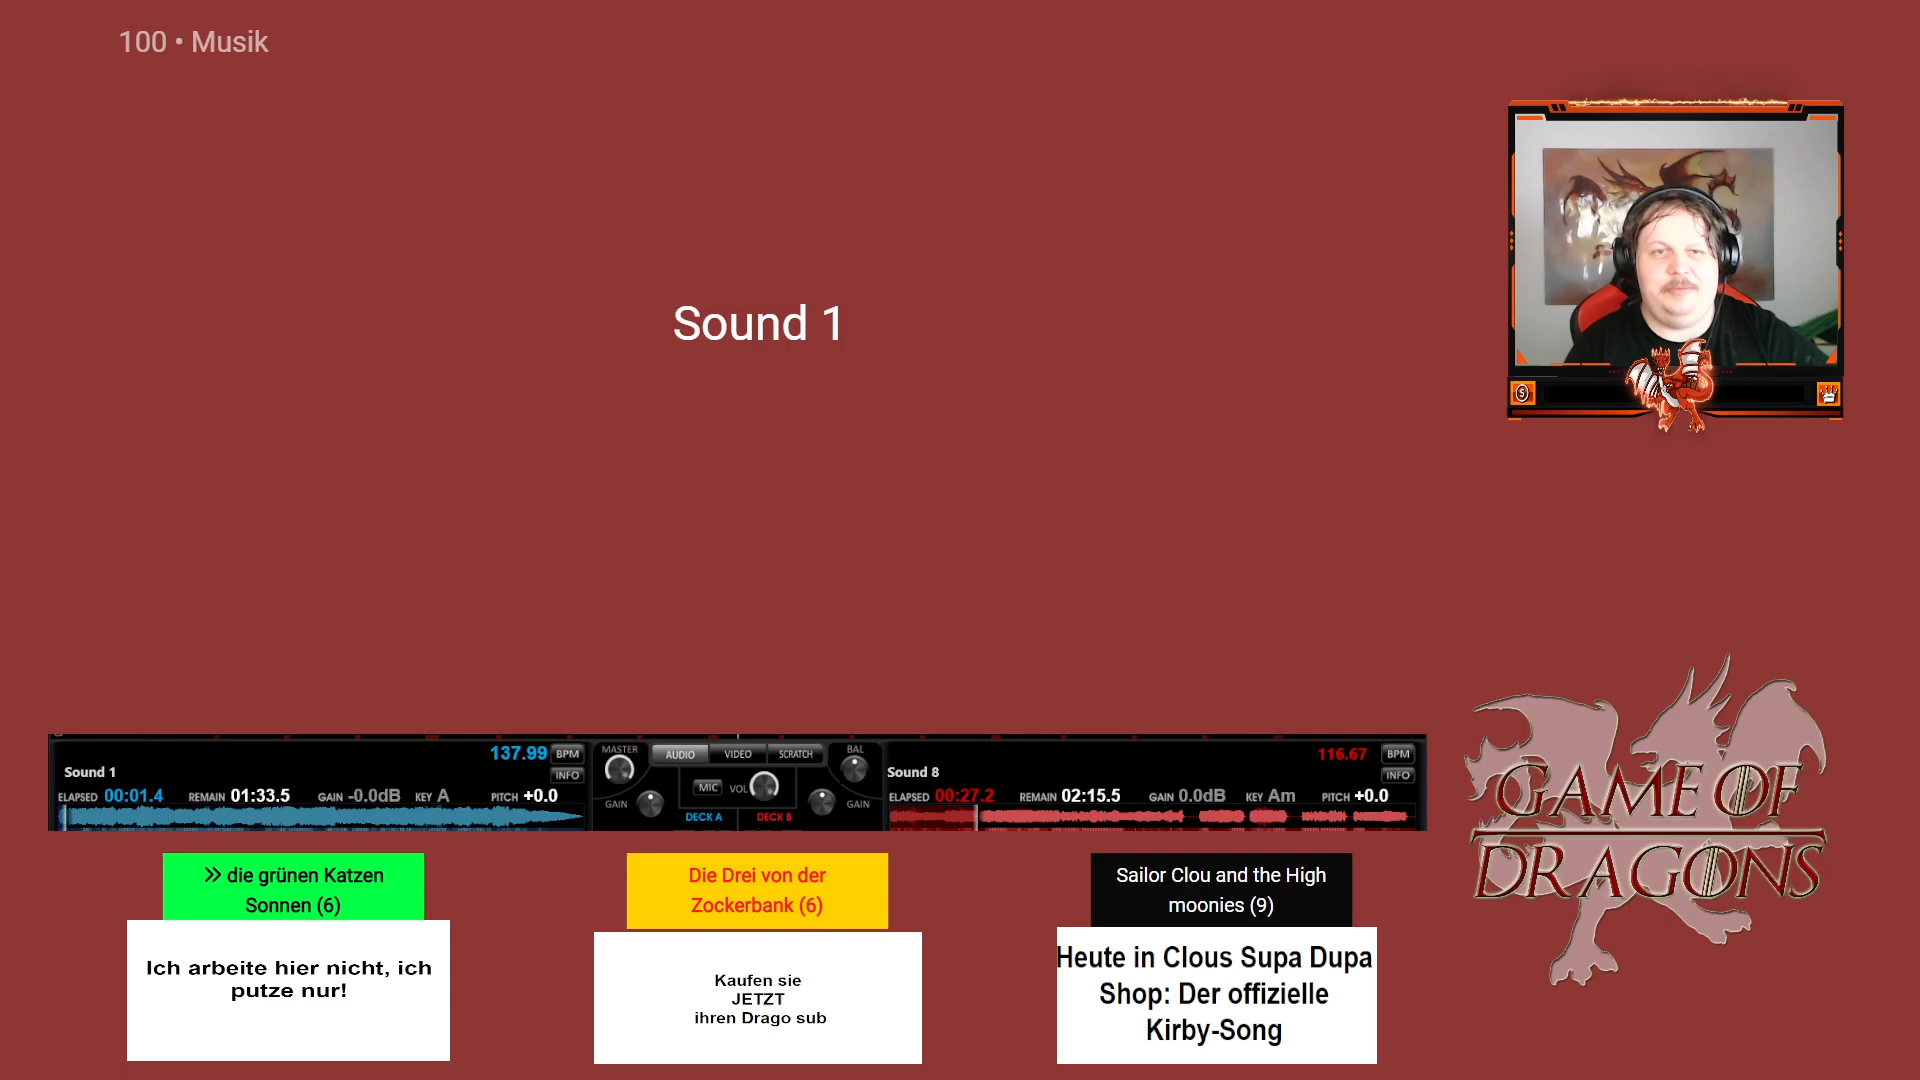 100 • Musik
Sound 1
137.99 BPM
Sound 1
INFO
ELAPSED 00:01.4 REMAIN 01:33.5 GAIN -0.0dB KEY A PITCH +0.0
MASTER AUDIO VIDEO SCRATCH BAL
MIC VOL
GAIN GAIN
DECK A DECK B
116.67 BPM
Sound 8
INFO
ELAPSED 00:27.2 REMAIN 02:15.5 GAIN 0.0dB KEY Am PITCH +0.0
GAME OF
DRAGONS
die grünen Katzen
Sonnen (6)
Ich arbeite hier nicht, ich
putze nur!
Die Drei von der
Zockerbank (6)
Kaufen sie
JETZT
ihren Drago sub
Sailor Clou and the High
moonies (9)
Heute in Clous Supa Dupa
Shop: Der offizielle
Kirby-Song